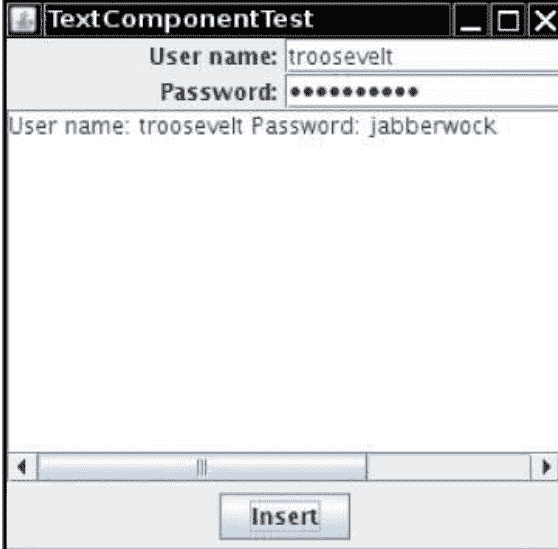 TextComponentTest
User name: troosevelt
Password: ••••••••••
User name: troosevelt Password: jabberwock
Insert